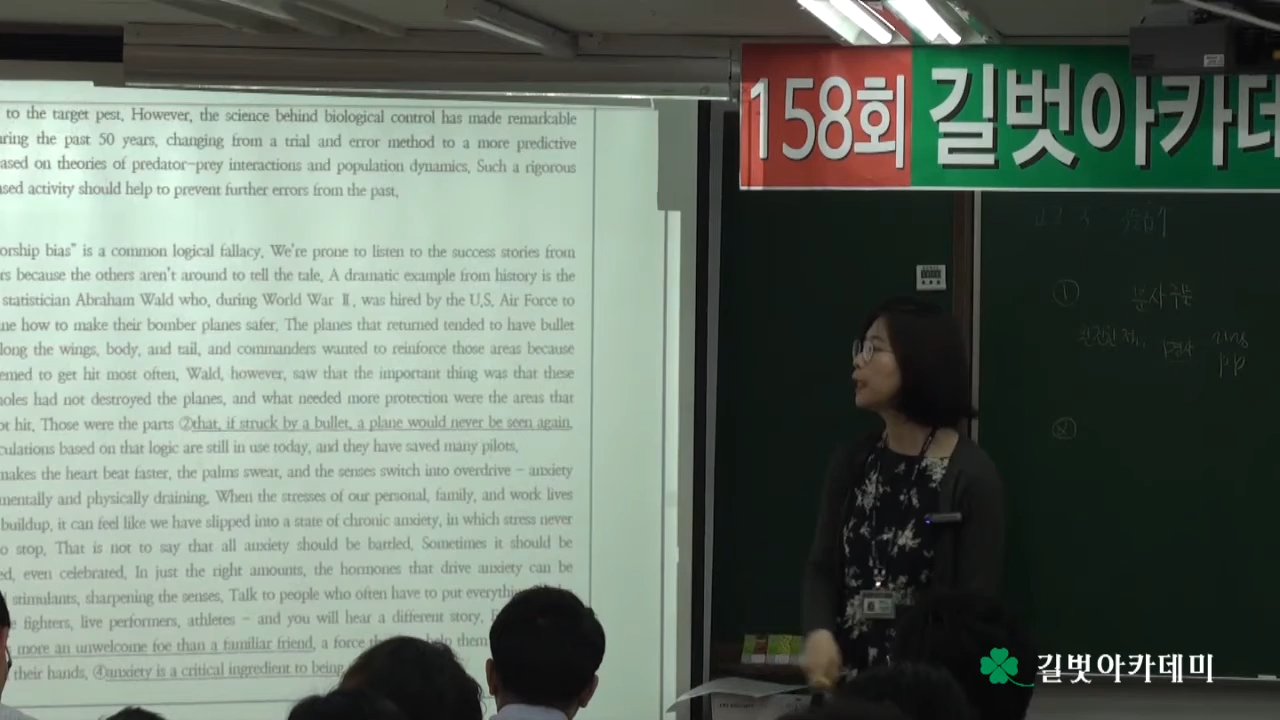 158회 길벗아카데
to the target pest. However, the science behind biological control has made remarkable
ring the past 50 years, changing from a trial and error method to a more predictive
ased on theories of predator-prey interactions and population dynamics. Such a rigorous
sed activity should help to prevent further errors from the past.
orship bias" is a common logical fallacy. We're prone to listen to the success stories from
rs because the others aren't around to tell the tale. A dramatic example from history is the
statistician Abraham Wald who, during World War Ⅱ, was hired by the U.S. Air Force to
ne how to make their bomber planes safer. The planes that returned tended to have bullet
long the wings, body, and tail, and commanders wanted to reinforce those areas because
emed to get hit most often. Wald, however, saw that the important thing was that these
holes had not destroyed the planes, and what needed more protection were the areas that
ot hit. Those were the parts ②that, if struck by a bullet, a plane would never be seen again.
culations based on that logic are still in use today, and they have saved many pilots.
makes the heart beat faster, the palms sweat, and the senses switch into overdrive - anxiety
mentally and physically draining. When the stresses of our personal, family, and work lives
buildup, it can feel like we have slipped into a state of chronic anxiety, in which stress never
o stop. That is not to say that all anxiety should be battled. Sometimes it should be
ed, even celebrated. In just the right amounts, the hormones that drive anxiety can be
stimulants, sharpening the senses. Talk to people who often have to put everything
e fighters, live performers, athletes - and you will hear a different story.
more an unwelcome foe than a familiar friend, a force help them
their hands. ④anxiety is a critical ingredient to being
①
분사구문
p.p
②
길벗아카데미